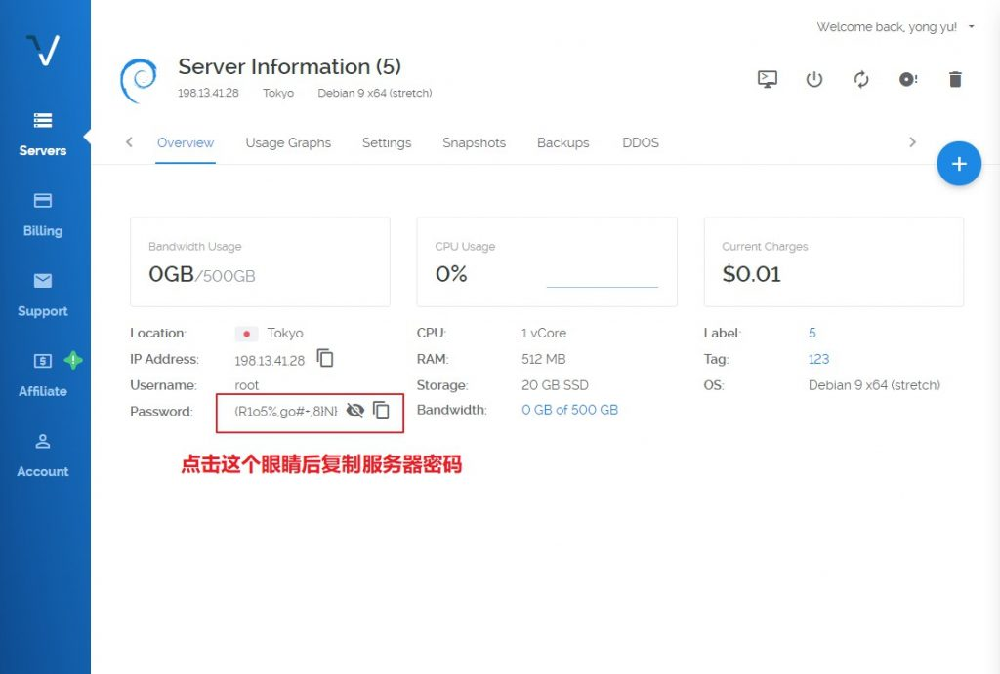 Welcome back, yong yu!
Server Information (5)
198.13.41.28 Tokyo Debian 9 x64 (stretch)
Servers
Billing
Support
Affiliate
Account
Overview Usage Graphs Settings Snapshots Backups DDOS
Bandwidth Usage
0GB/500GB
CPU Usage
0%
Current Charges
$0.01
Location: Tokyo
IP Address: 198.13.41.28
Username: root
Password:
CPU: 1 vCore
RAM: 512 MB
Storage: 20 GB SSD
Bandwidth: 0 GB of 500 GB
Label: 5
Tag: 123
OS: Debian 9 x64 (stretch)
点击这个眼睛后复制服务器密码